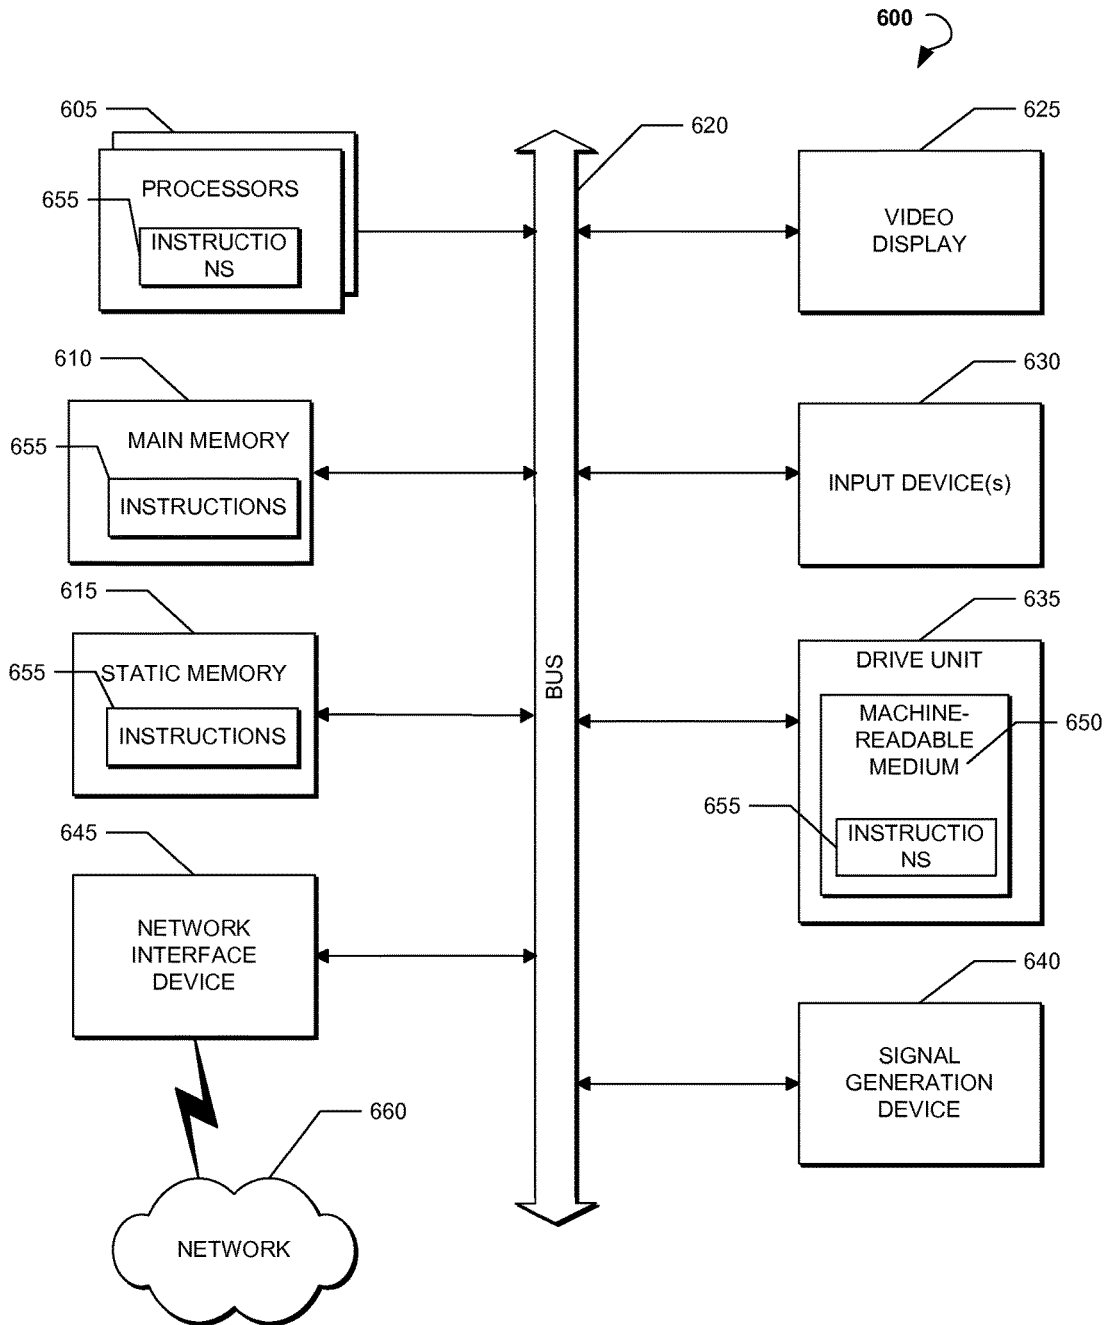 600
605
PROCESSORS
655
INSTRUCTIO
NS
620
625
VIDEO
DISPLAY
610
MAIN MEMORY
655
INSTRUCTIONS
630
INPUT DEVICE(s)
615
STATIC MEMORY
655
INSTRUCTIONS
BUS
635
DRIVE UNIT
MACHINE-
READABLE
MEDIUM
650
655
INSTRUCTIO
NS
645
NETWORK
INTERFACE
DEVICE
640
SIGNAL
GENERATION
DEVICE
660
NETWORK